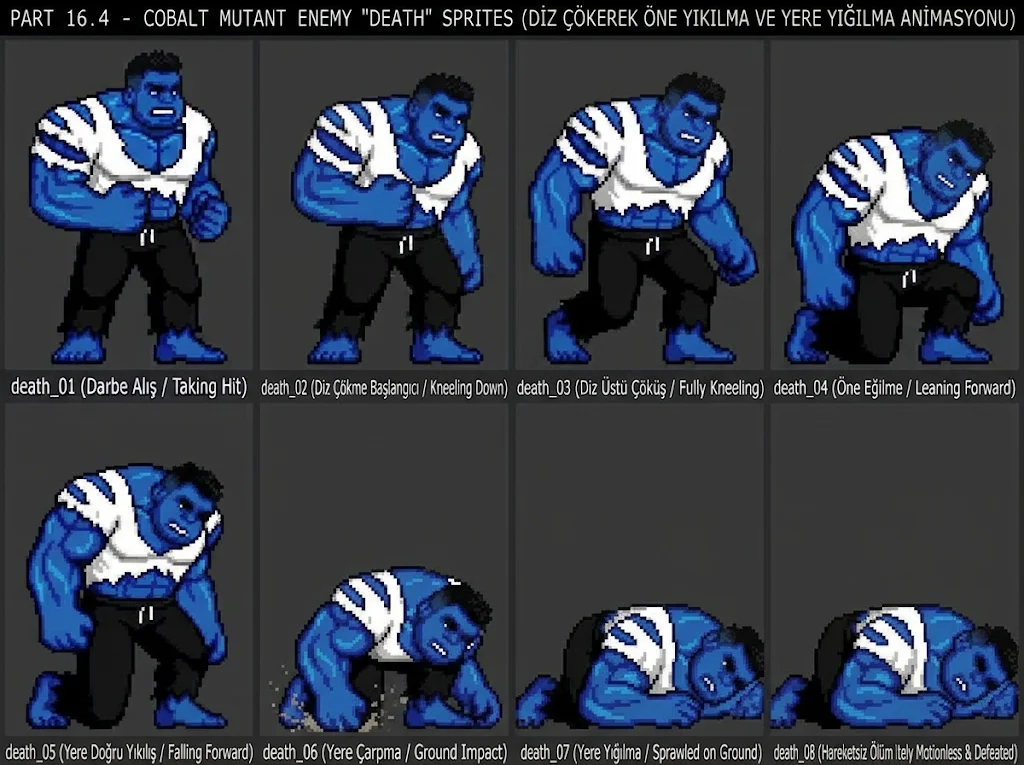 PART 16.4 - COBALT MUTANT ENEMY "DEATH" SPRITES (DİZ ÇÖKEREK ÖNE YIKILMA VE YERE YIĞILMA ANİMASYONU)
death_01 (Darbe Alış / Taking Hit)
death_02 (Diz Çökme Başlangıcı / Kneeling Down)
death_03 (Diz Üstü Çöküş / Fully Kneeling)
death_04 (Öne Eğilme / Leaning Forward)
death_05 (Yere Doğru Yıkılış / Falling Forward)
death_06 (Yere Çarpma / Ground Impact)
death_07 (Yere Yığılma / Sprawled on Ground)
death_08 (Hareketsiz Ölüm ltely Motionless & Defeated)